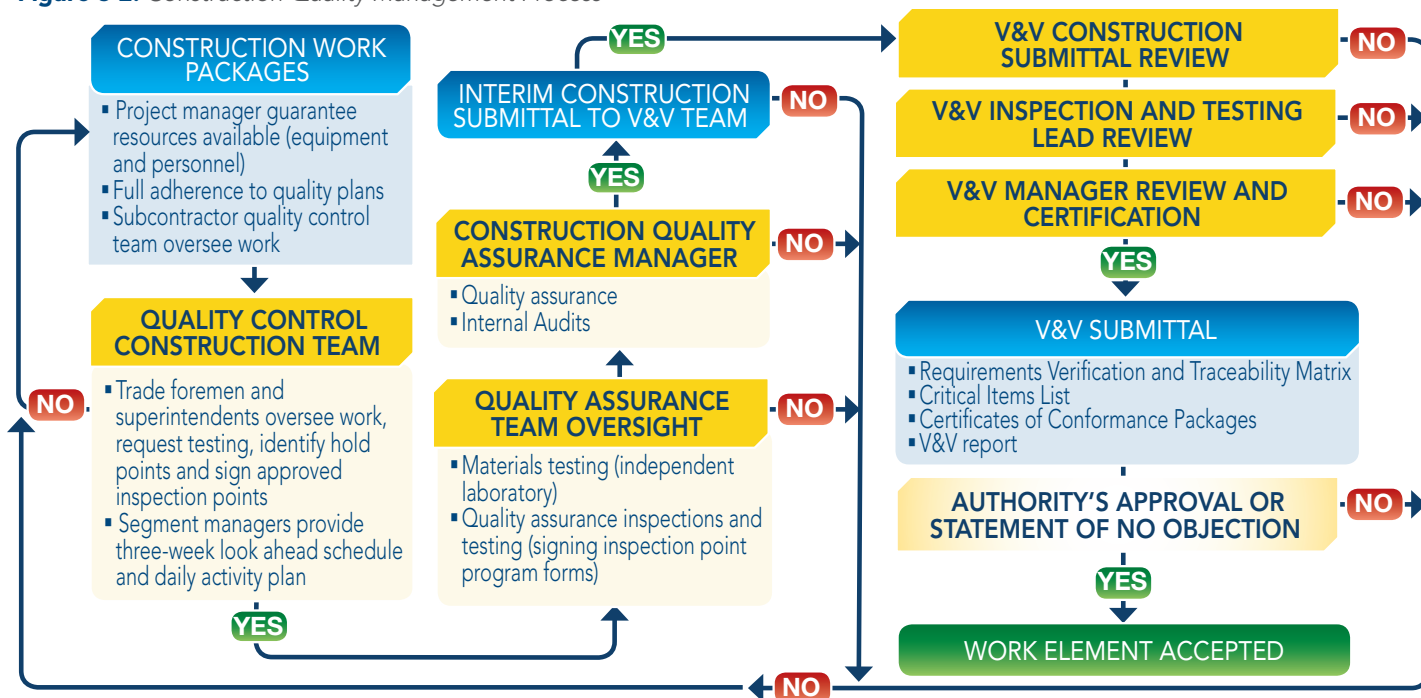 CONSTRUCTION WORK
PACKAGES
▪ Project manager guarantee
resources available (equipment
and personnel)
▪ Full adherence to quality plans
▪ Subcontractor quality control
team oversee work
QUALITY CONTROL
CONSTRUCTION TEAM
▪ Trade foremen and
superintendents oversee work,
request testing, identify hold
points and sign approved
inspection points
▪ Segment managers provide
three-week look ahead schedule
and daily activity plan
NO
YES
QUALITY ASSURANCE
TEAM OVERSIGHT
NO
▪ Materials testing (independent
laboratory)
▪ Quality assurance inspections and
testing (signing inspection point
program forms)
CONSTRUCTION QUALITY
ASSURANCE MANAGER
NO
▪ Quality assurance
▪ Internal Audits
YES
INTERIM CONSTRUCTION
SUBMITTAL TO V&V TEAM
NO
YES
V&V CONSTRUCTION
SUBMITTAL REVIEW
NO
V&V INSPECTION AND TESTING
LEAD REVIEW
NO
V&V MANAGER REVIEW AND
CERTIFICATION
NO
YES
V&V SUBMITTAL
▪ Requirements Verification and Traceability Matrix
▪ Critical Items List
▪ Certificates of Conformance Packages
▪ V&V report
AUTHORITY'S APPROVAL OR
STATEMENT OF NO OBJECTION
NO
YES
WORK ELEMENT ACCEPTED
NO